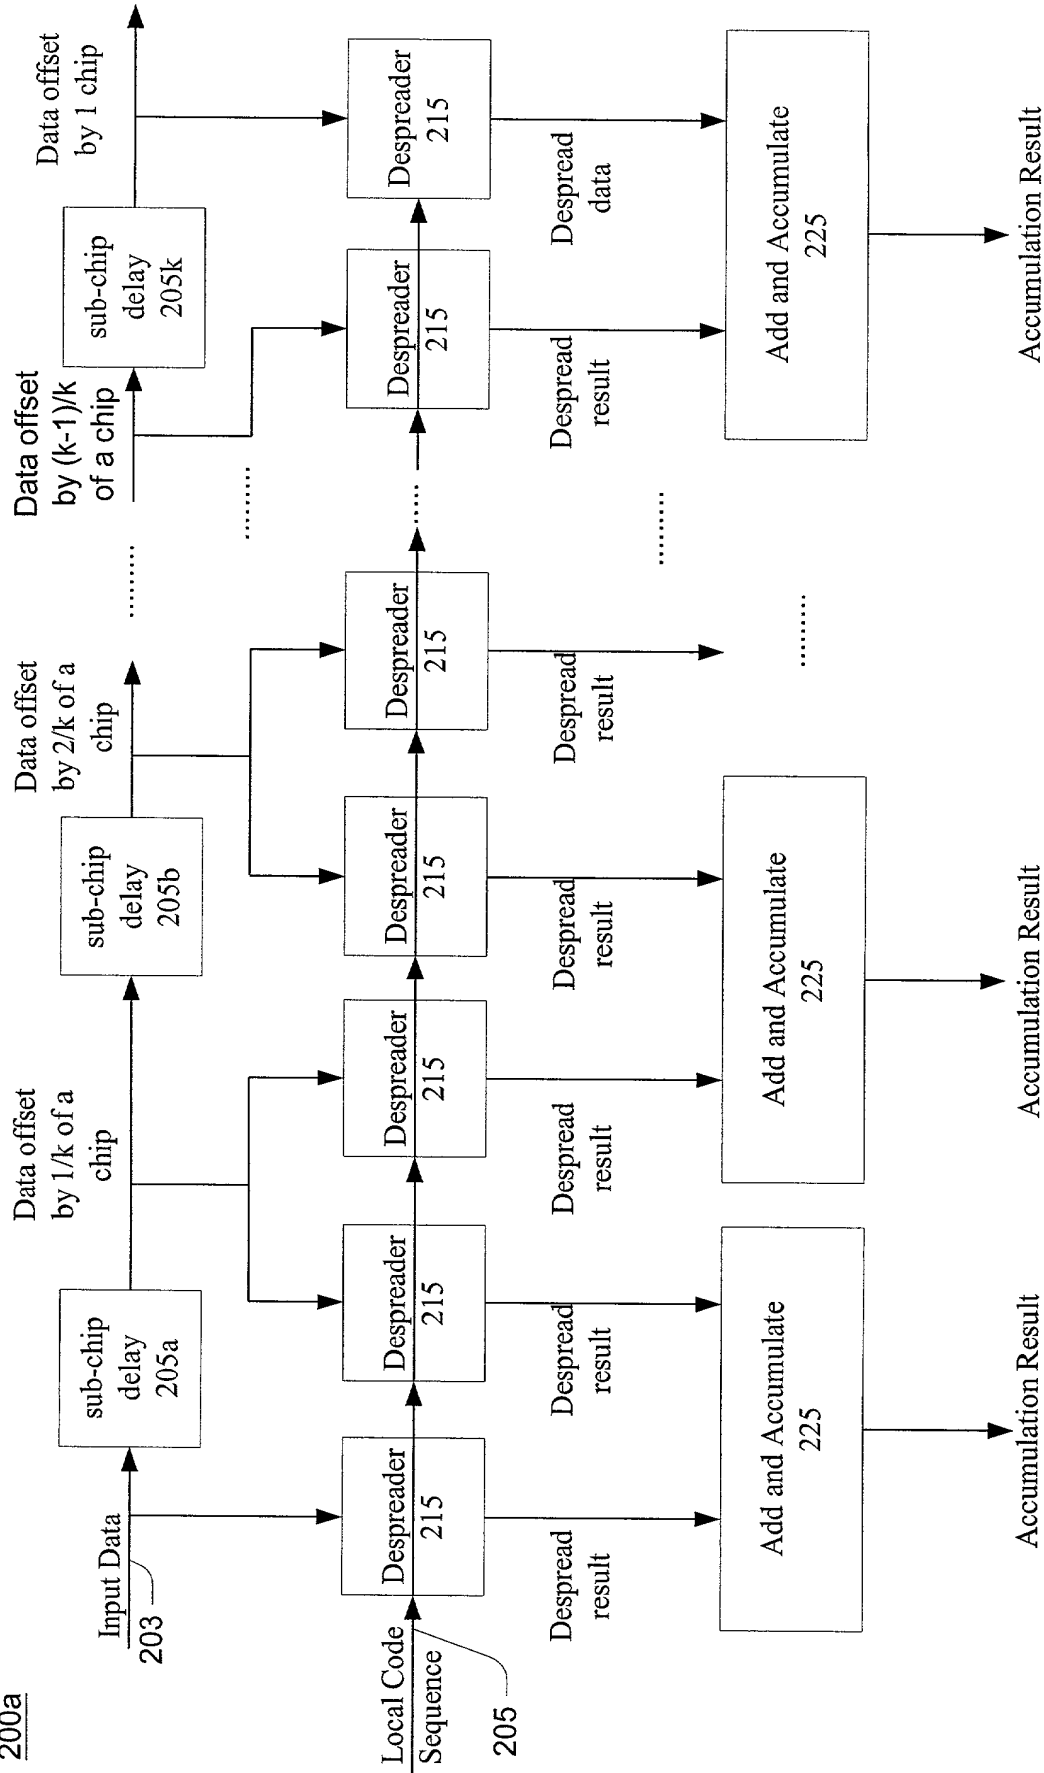 200a
Input Data
203
sub-chip
delay
205a
Data offset
by 1/k of a
chip
sub-chip
delay
205b
Data offset
by 2/k of a
chip
.........
Data offset
by (k-1)/k
of a chip
sub-chip
delay
205k
Data offset
by 1 chip
.........
Local Code
Sequence
205
Despreader
215
Despreader
215
Despreader
215
Despreader
215
Despreader
215
......
Despreader
215
Despreader
215
Despread
result
Despread
result
Despread
result
Despread
result
Despread
result
.........
Despread
result
Despread
data
Add and Accumulate
225
Add and Accumulate
225
.........
Add and Accumulate
225
Accumulation Result
Accumulation Result
Accumulation Result